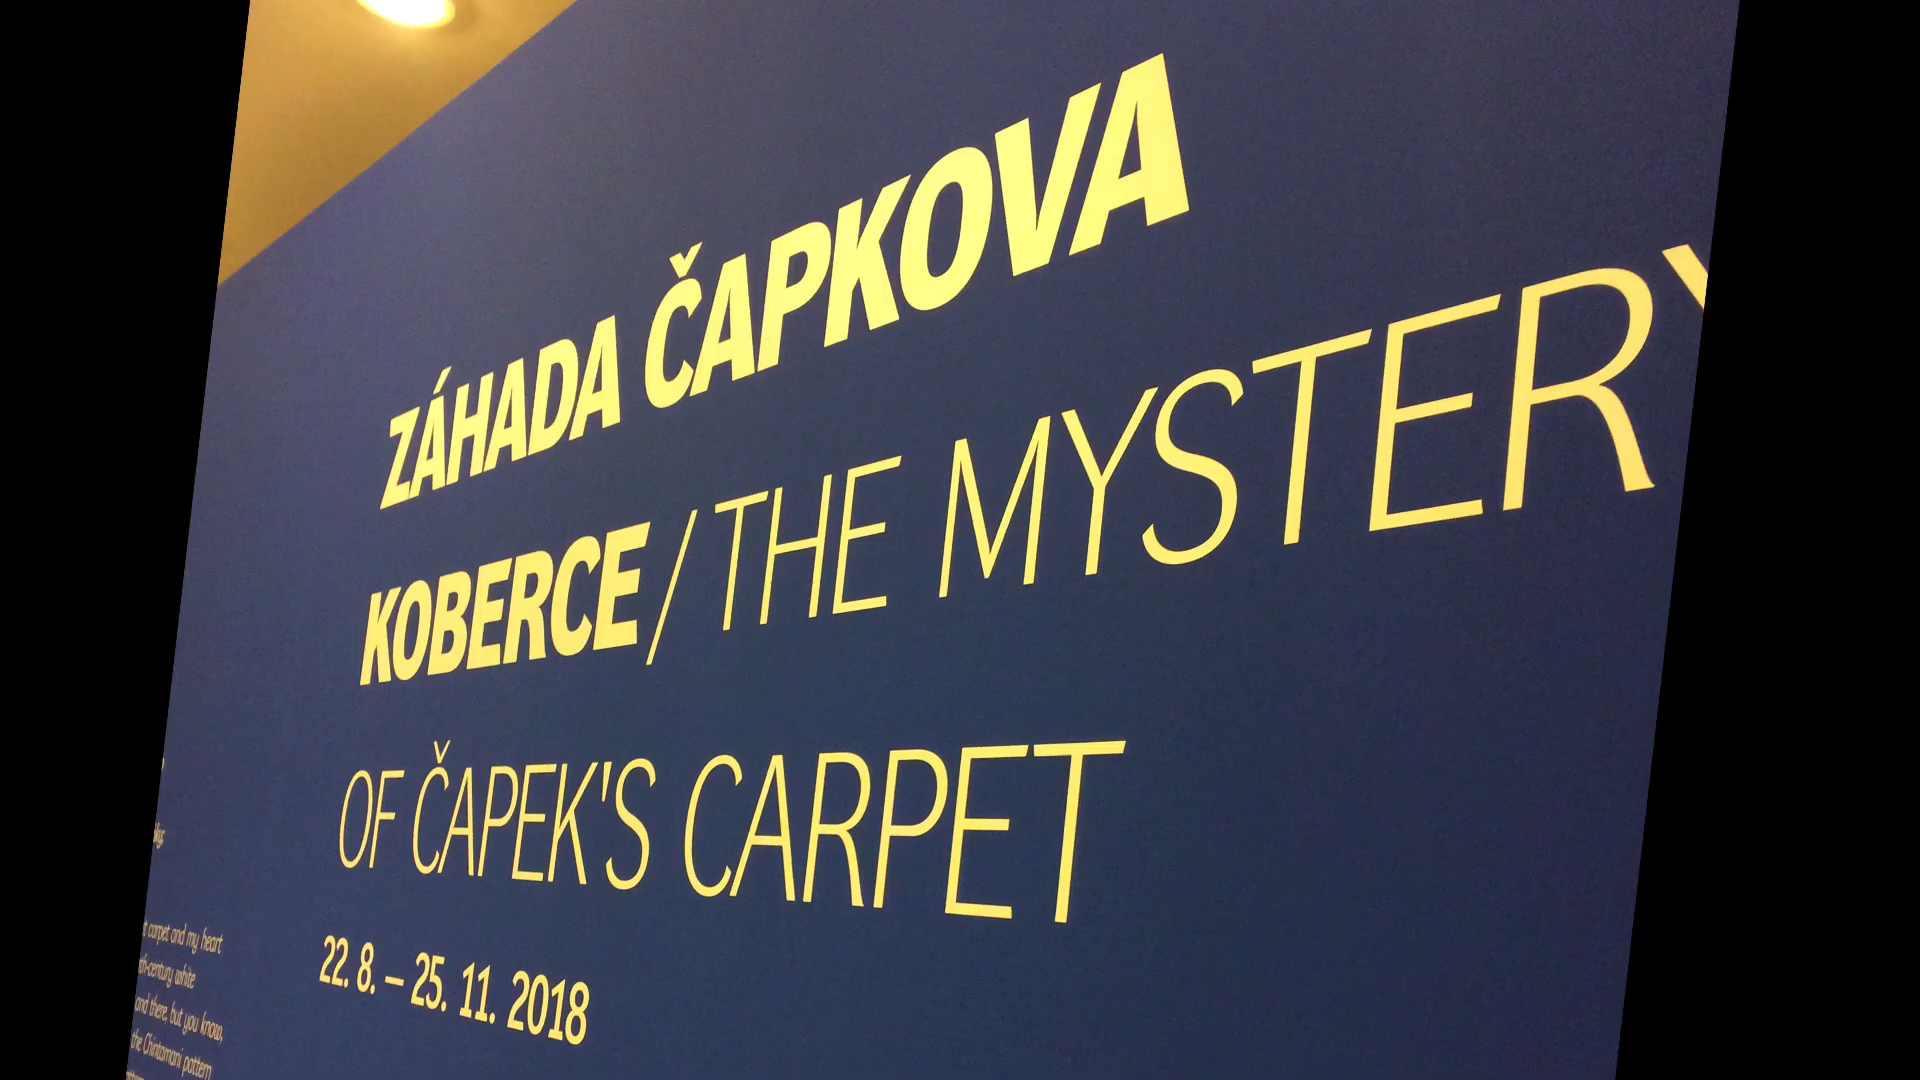 ZÁHADA ČAPKOVA
KOBERCE / THE MYSTERY
OF ČAPEK'S CARPET
22. 8. – 25. 11. 2018
carpet and my heart
th-century white
and there, but you know,
the Chintamani pattern